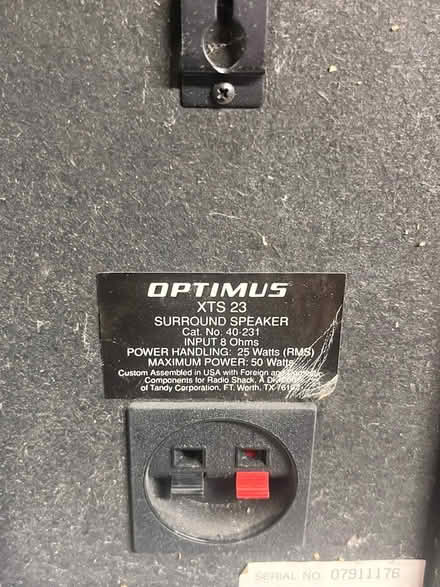 OPTIMUS
XTS 23
SURROUND SPEAKER
Cat. No. 40-231
INPUT 8 Ohms
POWER HANDLING: 25 Watts (RMS)
MAXIMUM POWER: 50 Watts
Custom Assembled in USA with Foreign and
Components for Radio Shack, A
of Tandy Corporation, FT. Worth, TX
SERIAL NO. 07911176